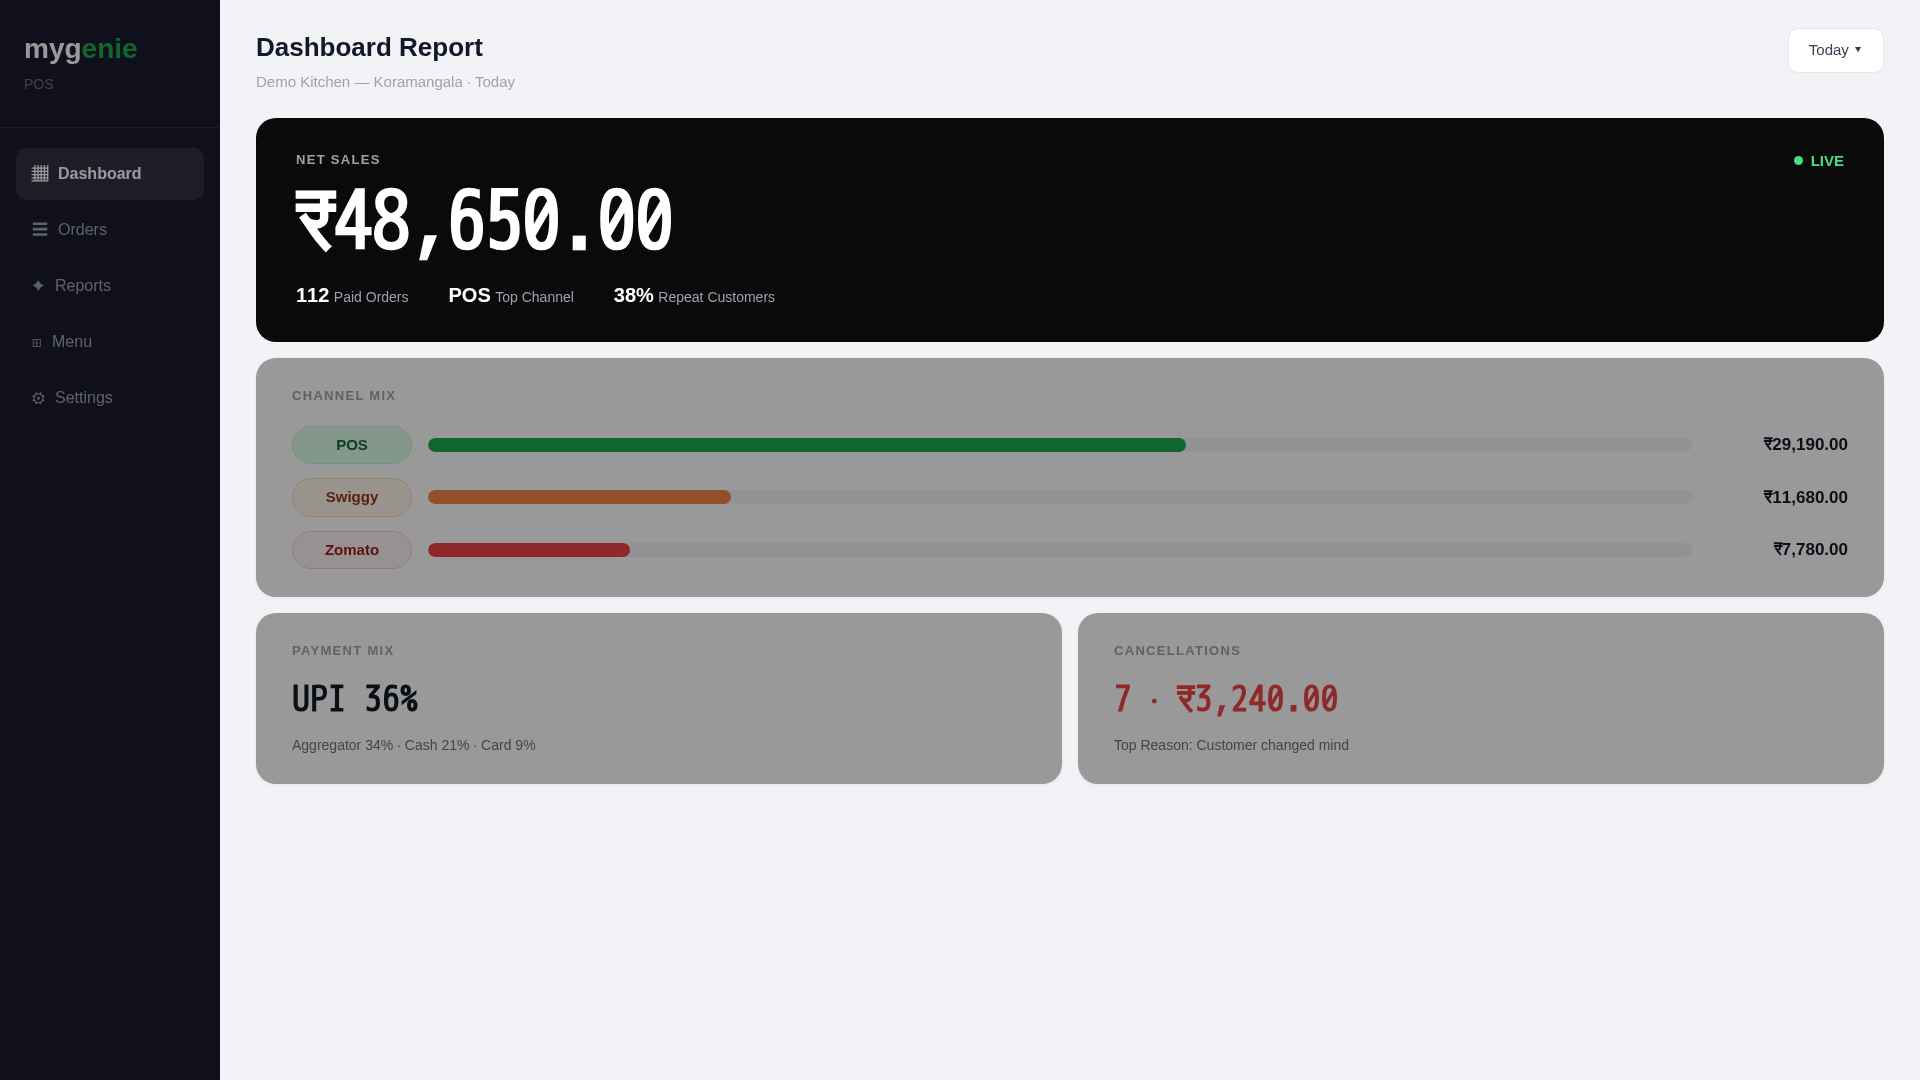 mygenie
POS
Dashboard
Orders
Reports
Menu
Settings
Dashboard Report
Demo Kitchen — Koramangala · Today
Today ▾
NET SALES
LIVE
₹48,650.00
112 Paid Orders POS Top Channel 38% Repeat Customers
CHANNEL MIX
POS ₹29,190.00
Swiggy ₹11,680.00
Zomato ₹7,780.00
PAYMENT MIX
UPI 36%
Aggregator 34% · Cash 21% · Card 9%
CANCELLATIONS
7 · ₹3,240.00
Top Reason: Customer changed mind